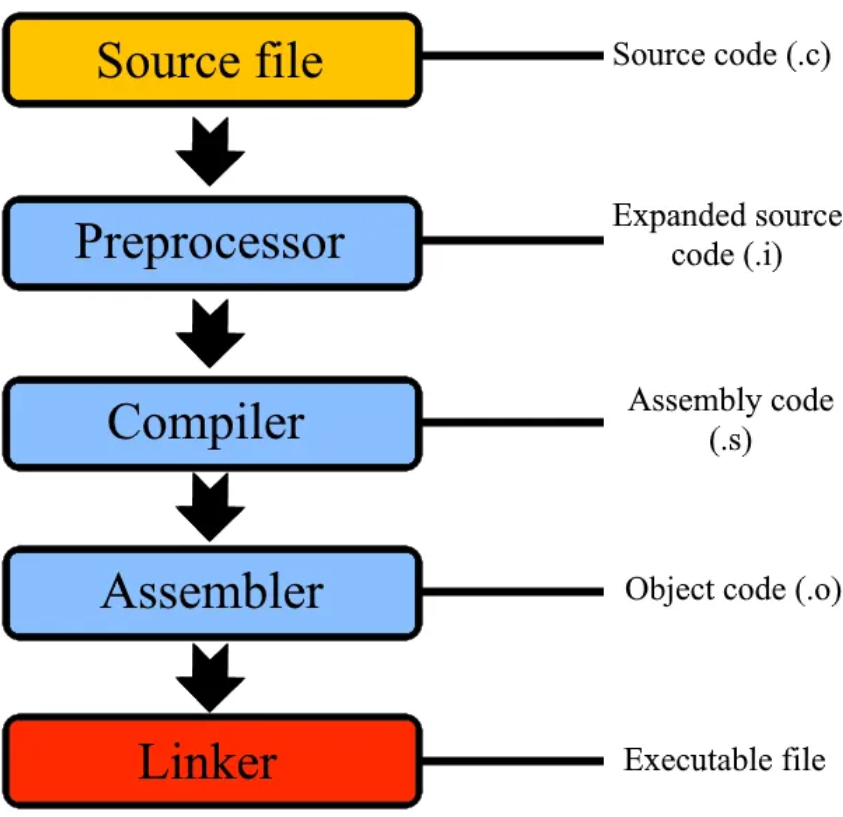 Source file
Source code (.c)
Preprocessor
Expanded source
code (.i)
Compiler
Assembly code
(.s)
Assembler
Object code (.o)
Linker
Executable file